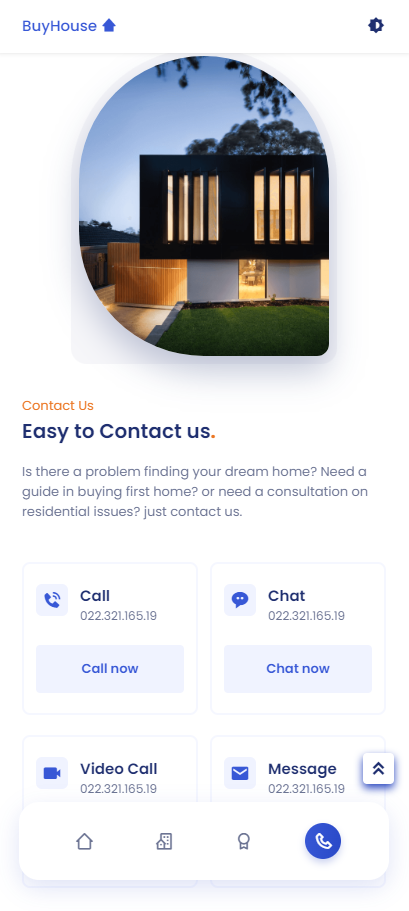 BuyHouse
Contact Us
Easy to Contact us.
Is there a problem finding your dream home? Need a
guide in buying first home? or need a consultation on
residential issues? just contact us.
Call
022.321.165.19
Call now
Chat
022.321.165.19
Chat now
Video Call
022.321.165.19
Message
022.321.165.19